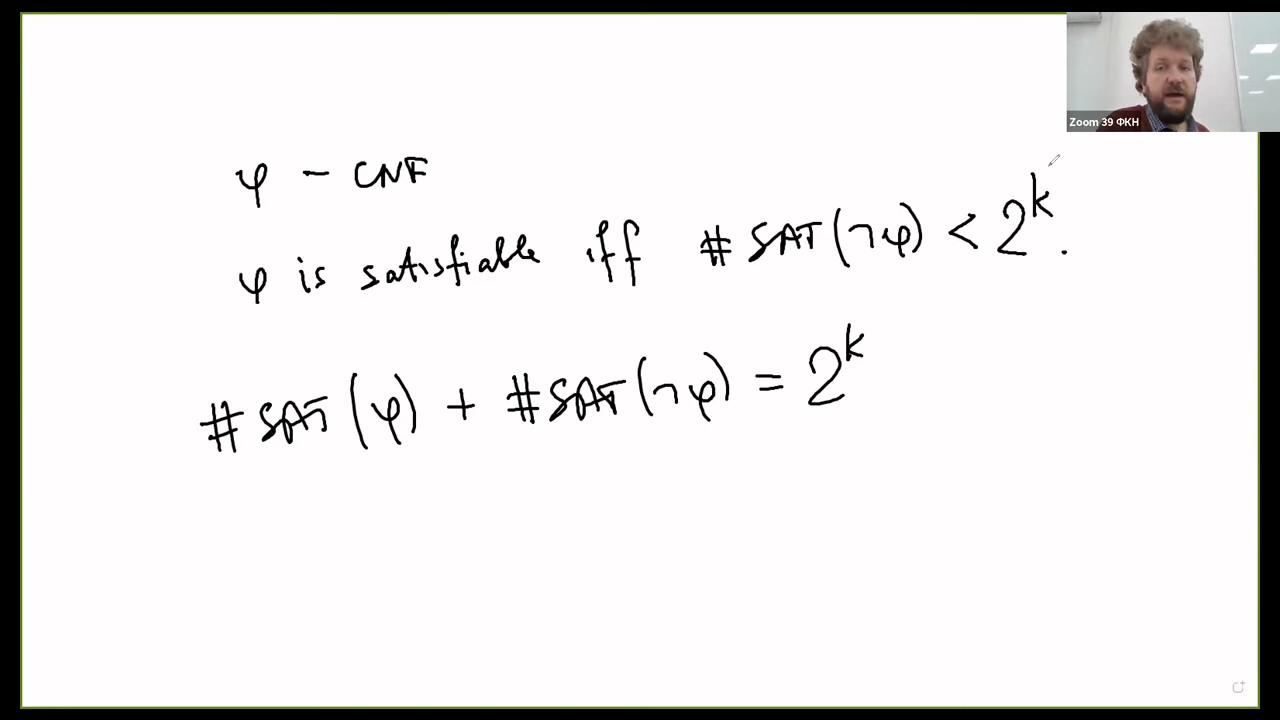 Zoom 39 ФКН
φ - CNF
φ is satisfiable iff #SAT(¬φ) < 2^k.
#SAT(φ) + #SAT(¬φ) = 2^k